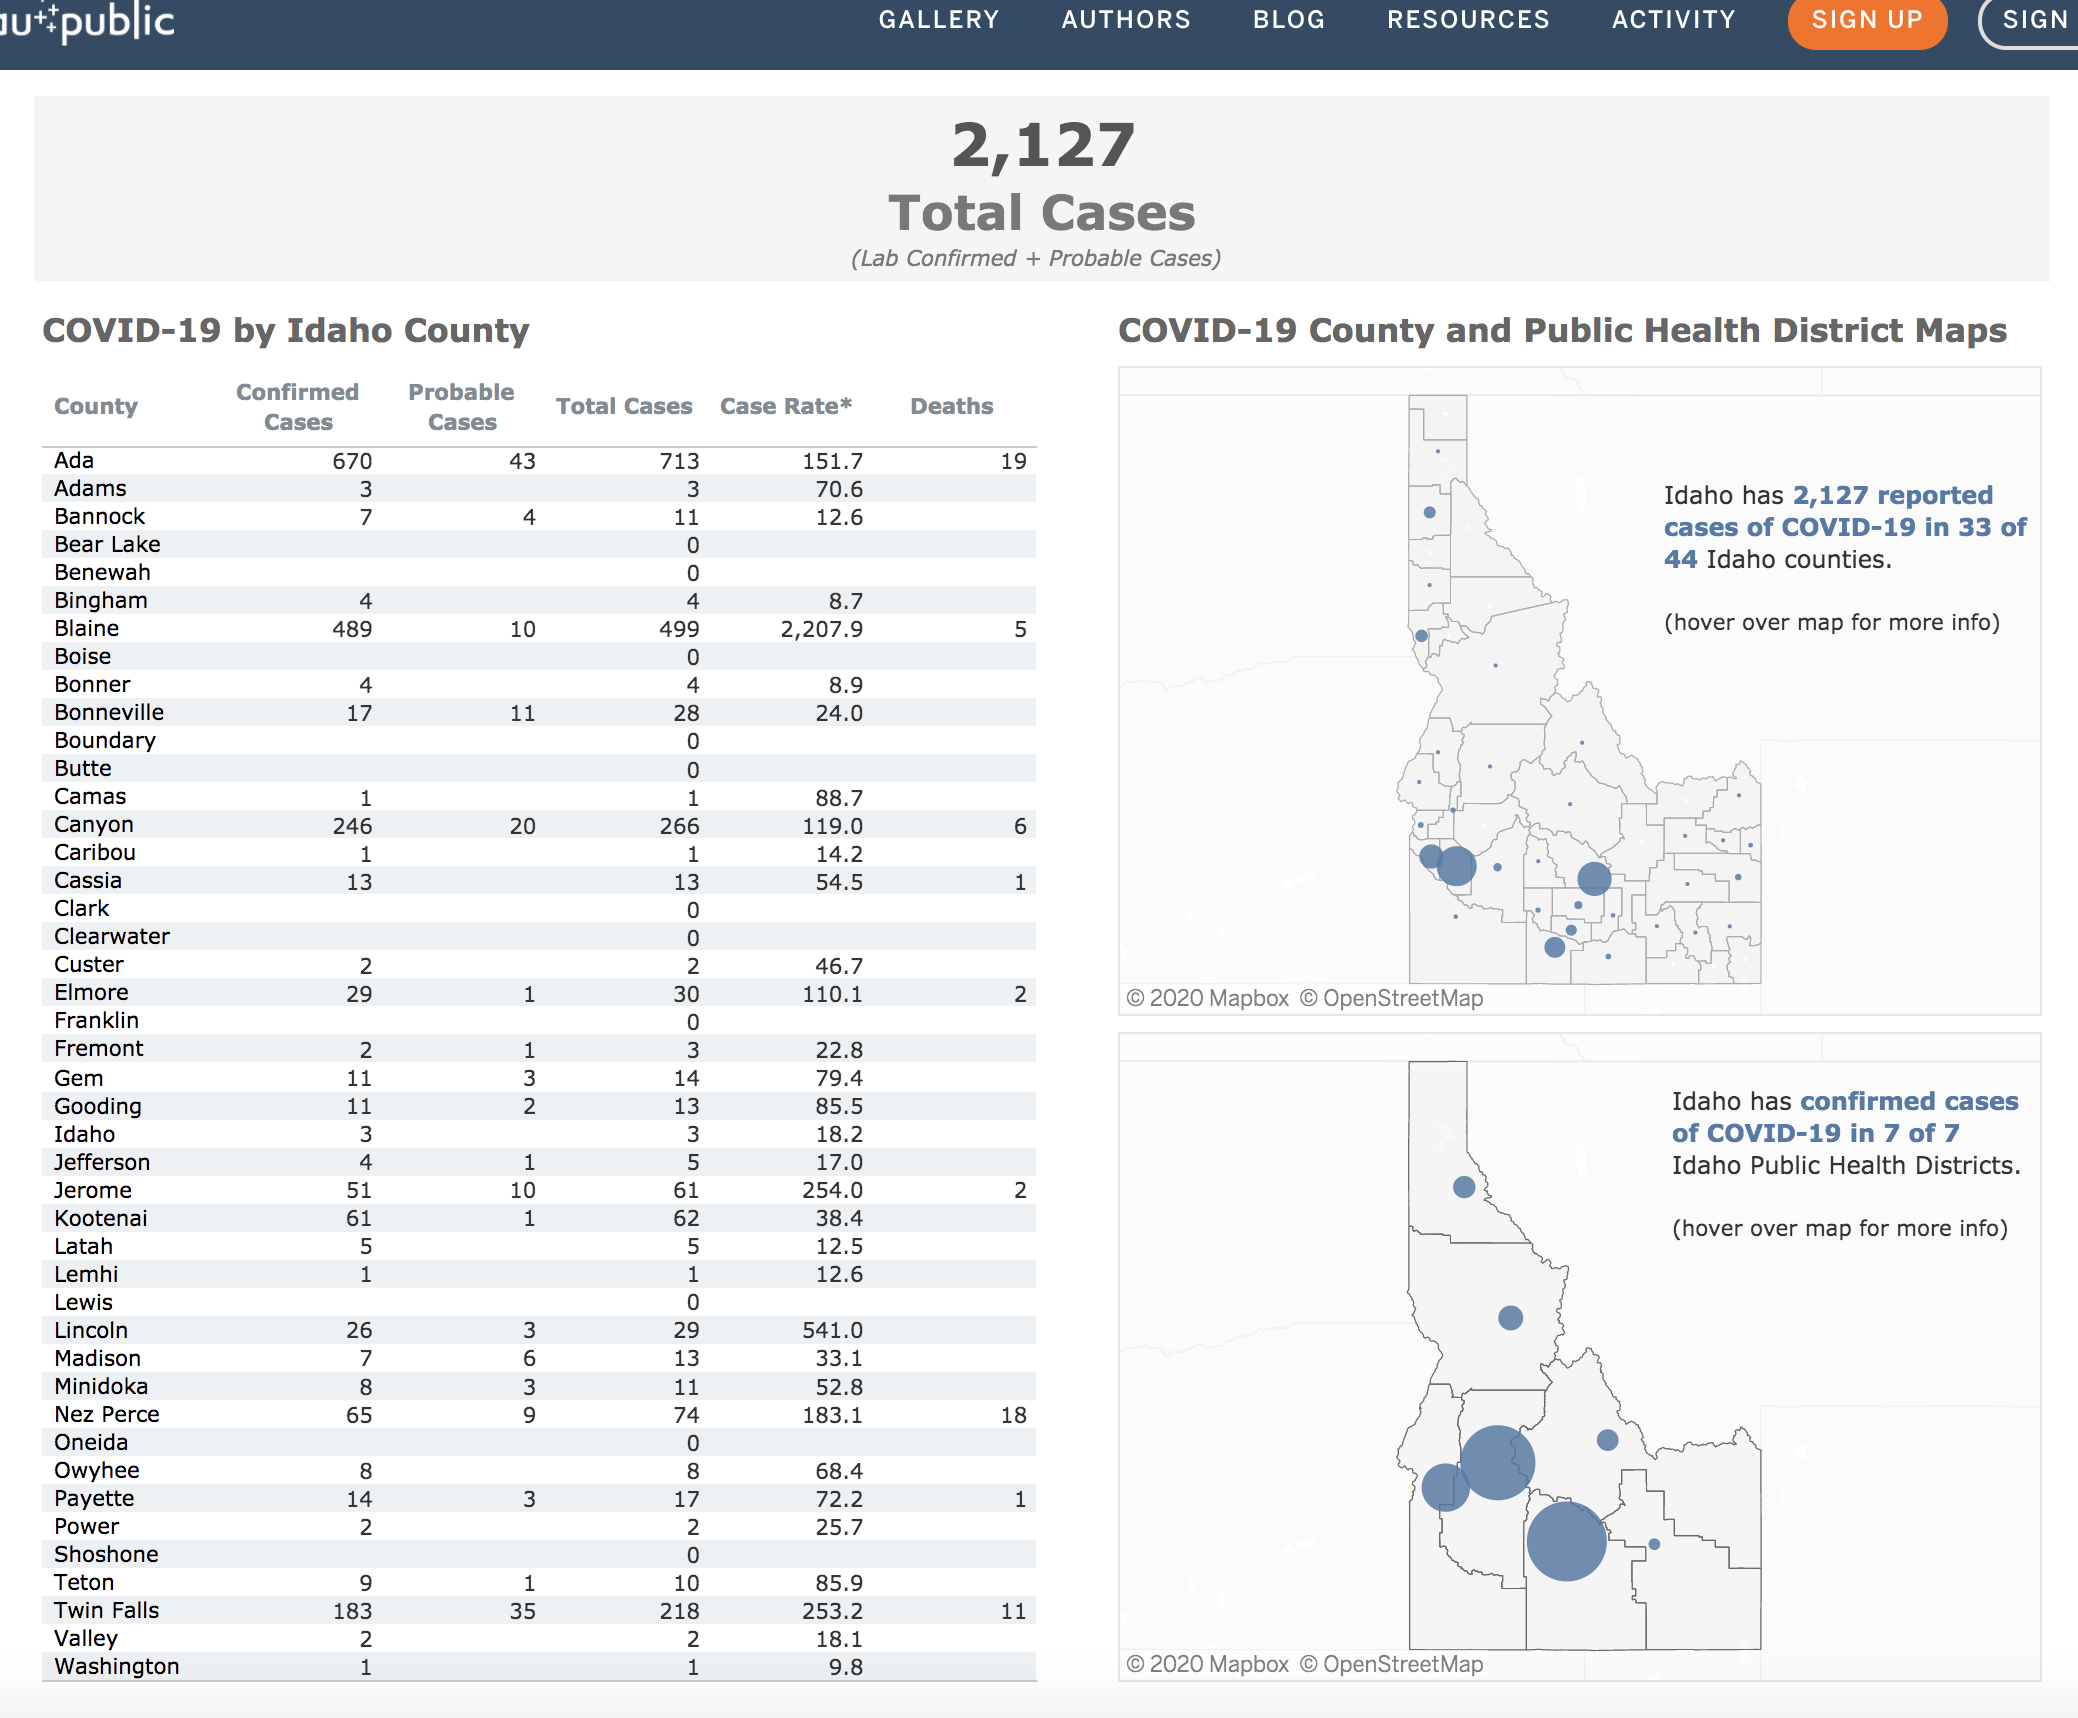 au public GALLERY AUTHORS BLOG RESOURCES ACTIVITY SIGN UP SIGN
2,127
Total Cases
(Lab Confirmed + Probable Cases)
COVID-19 by Idaho County
County Confirmed Cases Probable Cases Total Cases Case Rate* Deaths
Ada 670 43 713 151.7 19
Adams 3 3 70.6
Bannock 7 4 11 12.6
Bear Lake 0
Benewah 0
Bingham 4 4 8.7
Blaine 489 10 499 2,207.9 5
Boise 0
Bonner 4 4 8.9
Bonneville 17 11 28 24.0
Boundary 0
Butte 0
Camas 1 1 88.7
Canyon 246 20 266 119.0 6
Caribou 1 1 14.2
Cassia 13 13 54.5 1
Clark 0
Clearwater 0
Custer 2 2 46.7
Elmore 29 1 30 110.1 2
Franklin 0
Fremont 2 1 3 22.8
Gem 11 3 14 79.4
Gooding 11 2 13 85.5
Idaho 3 3 18.2
Jefferson 4 1 5 17.0
Jerome 51 10 61 254.0 2
Kootenai 61 1 62 38.4
Latah 5 5 12.5
Lemhi 1 1 12.6
Lewis 0
Lincoln 26 3 29 541.0
Madison 7 6 13 33.1
Minidoka 8 3 11 52.8
Nez Perce 65 9 74 183.1 18
Oneida 0
Owyhee 8 8 68.4
Payette 14 3 17 72.2 1
Power 2 2 25.7
Shoshone 0
Teton 9 1 10 85.9
Twin Falls 183 35 218 253.2 11
Valley 2 2 18.1
Washington 1 1 9.8
COVID-19 County and Public Health District Maps
Idaho has 2,127 reported
cases of COVID-19 in 33 of
44 Idaho counties.
(hover over map for more info)
© 2020 Mapbox © OpenStreetMap
Idaho has confirmed cases
of COVID-19 in 7 of 7
Idaho Public Health Districts.
(hover over map for more info)
© 2020 Mapbox © OpenStreetMap